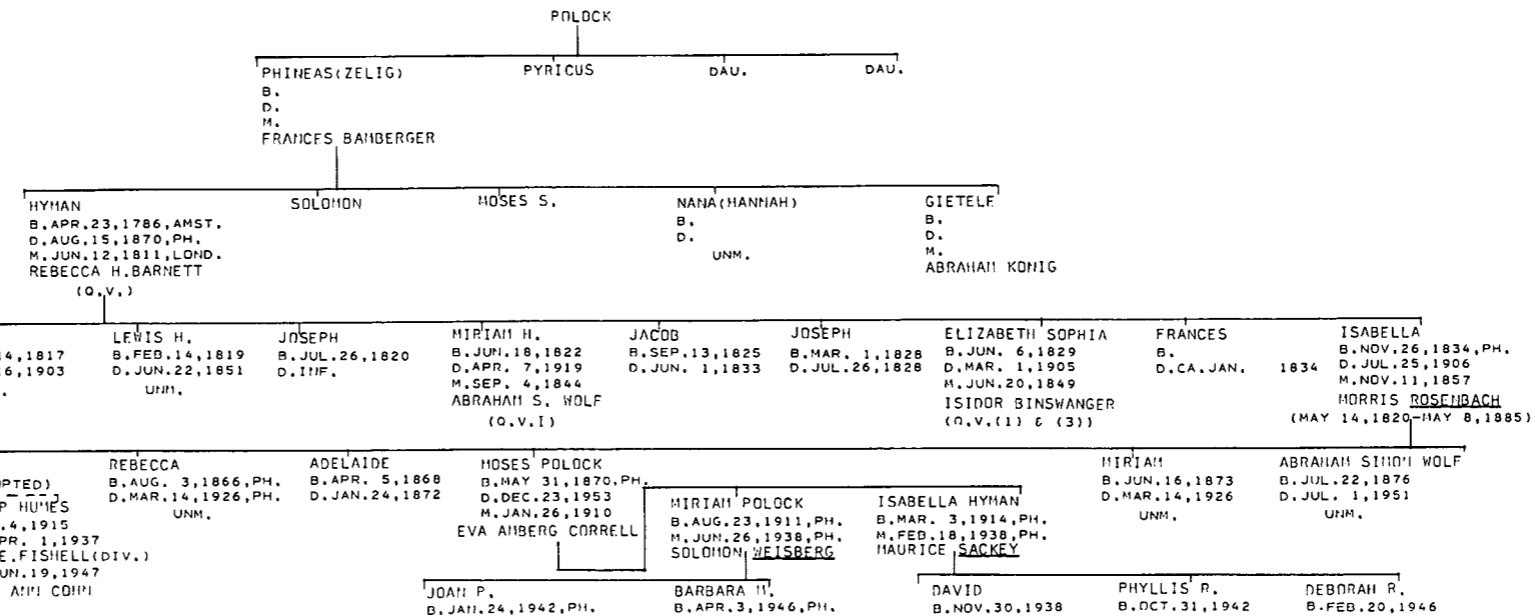 POLOCK
PHINEAS(ZELIG)
B.
D.
M.
FRANCES BAMBERGER
PYRICUS
DAU.
DAU.
HYMAN
B.APR.23,1786,AMST.
D.AUG.15,1870,PH.
M.JUN.12,1811,LOND.
REBECCA H.BARNETT
(Q.V.)
SOLOMON
MOSES S.
NANA(HANNAH)
B.
D.
UNM.
GIETELE
B.
D.
M.
ABRAHAM KONIG
4,1817
6,1903
LEWIS H.
B.FEB.14,1819
D.JUN.22,1851
UNM.
JOSEPH
B.JUL.26,1820
D.INF.
MIRIAM H.
B.JUN.18,1822
D.APR. 7,1919
M.SEP. 4,1844
ABRAHAM S. WOLF
(Q.V.I)
JACOB
B.SEP.13,1825
D.JUN. 1,1833
JOSEPH
B.MAR. 1,1828
D.JUL.26,1828
ELIZABETH SOPHIA
B.JUN. 6,1829
D.MAR. 1,1905
M.JUN.20,1849
ISIDOR BINSWANGER
(Q.V.(1) & (3))
FRANCES
B.
D.CA.JAN. 1834
ISABELLA
B.NOV.26,1834,PH.
D.JUL.25,1906
M.NOV.11,1857
MORRIS ROSENBACH
(MAY 14,1820-MAY 8,1885)
PTED)
P HUMES
.4,1915
PR. 1,1937
E.FISHELL(DIV.)
UN.19,1947
ANN COHN
REBECCA
B.AUG. 3,1866,PH.
D.MAR.14,1926,PH.
UNM.
ADELAIDE
B.APR. 5,1868
D.JAN.24,1872
MOSES POLOCK
B.MAY 31,1870,PH.
D.DEC.23,1953
M.JAN.26,1910
EVA AMBERG CORRELL
MIRIAM POLOCK
B.AUG.23,1911,PH.
M.JUN.26,1938,PH.
SOLOMON WEISBERG
ISABELLA HYMAN
B.MAR. 3,1914,PH.
M.FEB.18,1938,PH.
MAURICE SACKEY
MIRIAM
B.JUN.16,1873
D.MAR.14,1926
UNM.
ABRAHAM SIMON WOLF
B.JUL.22,1876
D.JUL. 1,1951
UNM.
JOAN P.
B.JAN.24,1942,PH.
BARBARA M.
B.APR.3,1946,PH.
DAVID
B.NOV.30,1938
PHYLLIS R.
B.OCT.31,1942
DEBORAH R.
B.FEB.20,1946